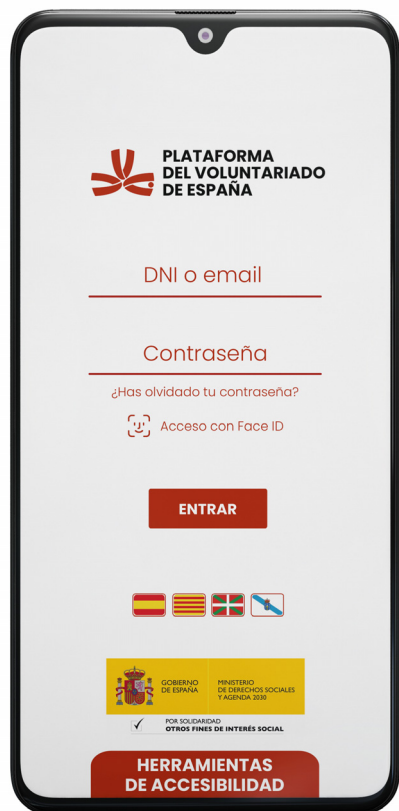 PLATAFORMA
DEL VOLUNTARIADO
DE ESPAÑA
DNI o email
Contraseña
¿Has olvidado tu contraseña?
Acceso con Face ID
ENTRAR
GOBIERNO
DE ESPAÑA
MINISTERIO
DE DERECHOS SOCIALES
Y AGENDA 2030
POR SOLIDARIDAD
OTROS FINES DE INTERÉS SOCIAL
HERRAMIENTAS
DE ACCESIBILIDAD